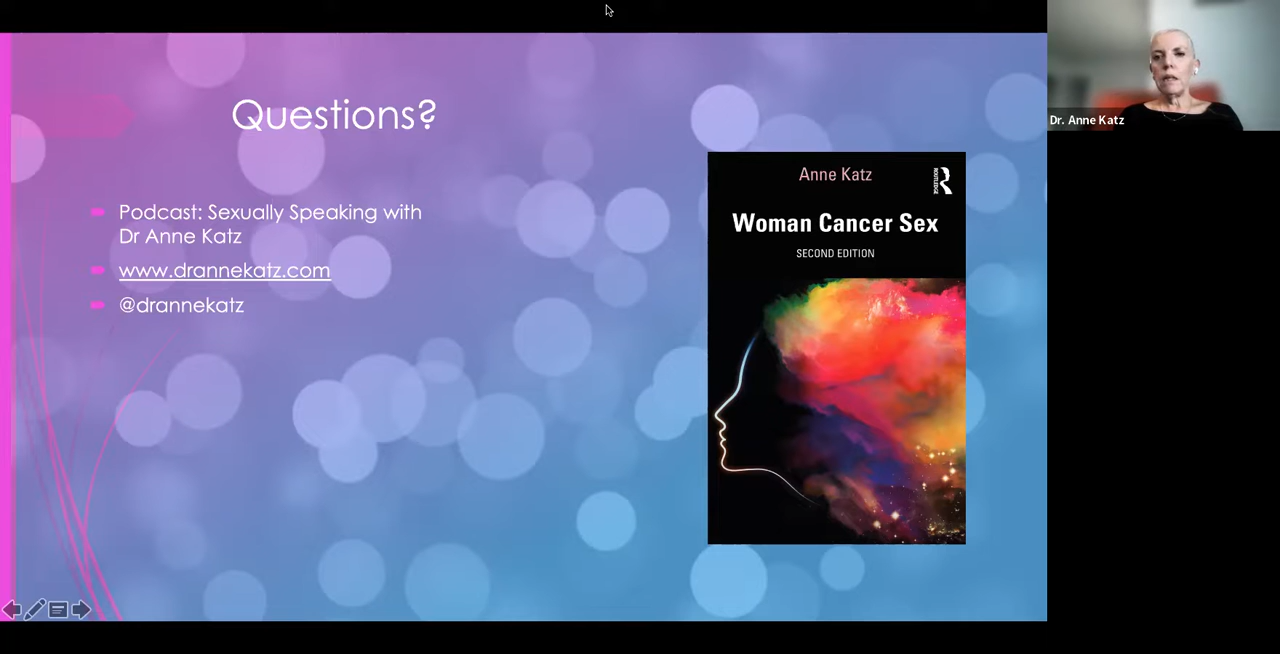 Questions?
Podcast: Sexually Speaking with
Dr Anne Katz
www.drannekatz.com
@drannekatz
Anne Katz
ROUTLEDGE
Woman Cancer Sex
SECOND EDITION
Dr. Anne Katz